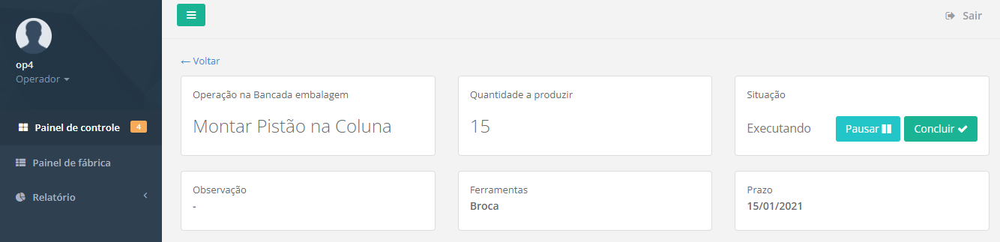 op4
Operador
Painel de controle 4
Painel de fábrica
Relatório
Sair
← Voltar
Operação na Bancada embalagem
Montar Pistão na Coluna
Quantidade a produzir
15
Situação
Executando Pausar Concluir
Observação
-
Ferramentas
Broca
Prazo
15/01/2021